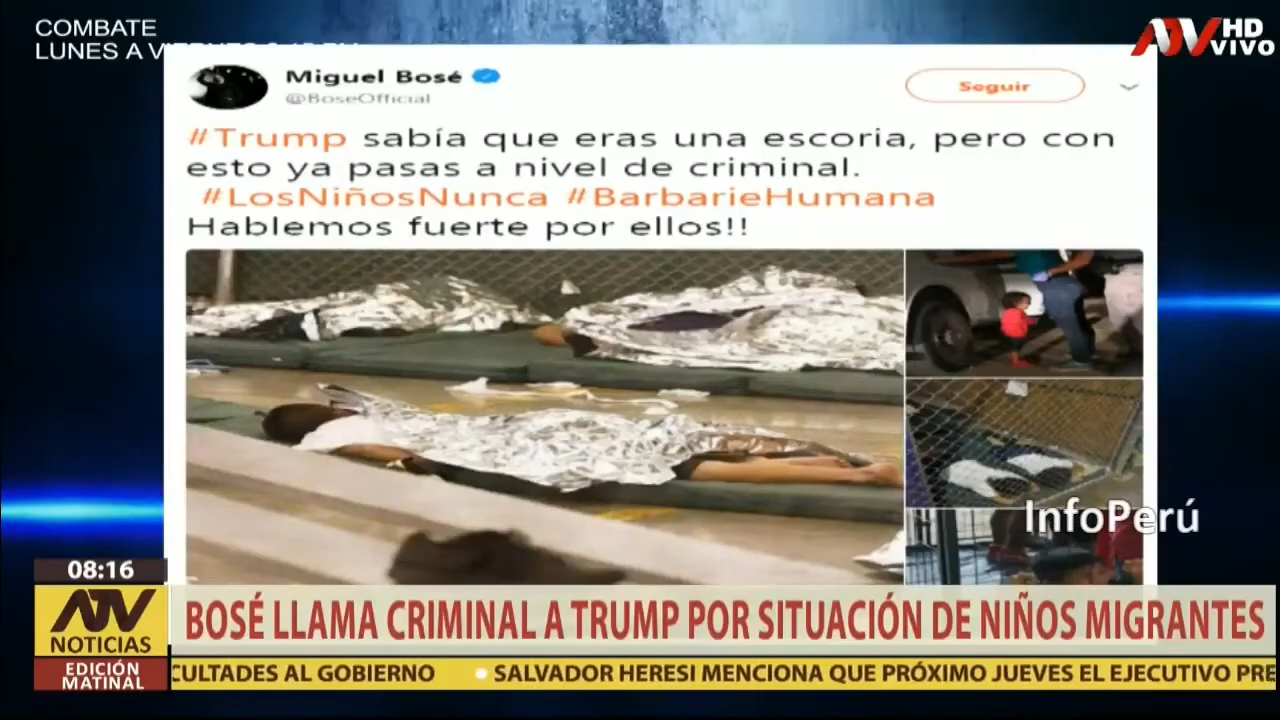 COMBATE
LUNES A VIERNES
ATV HD
VIVO
Miguel Bosé
@BoseOfficial
Seguir
#Trump sabía que eras una escoria, pero con
esto ya pasas a nivel de criminal.
#LosNiñosNunca #BarbarieHumana
Hablemos fuerte por ellos!!
InfoPerú
08:16
ATV
NOTICIAS
EDICIÓN
MATINAL
BOSÉ LLAMA CRIMINAL A TRUMP POR SITUACIÓN DE NIÑOS MIGRANTES
CULTADES AL GOBIERNO • SALVADOR HERESI MENCIONA QUE PRÓXIMO JUEVES EL EJECUTIVO PRE